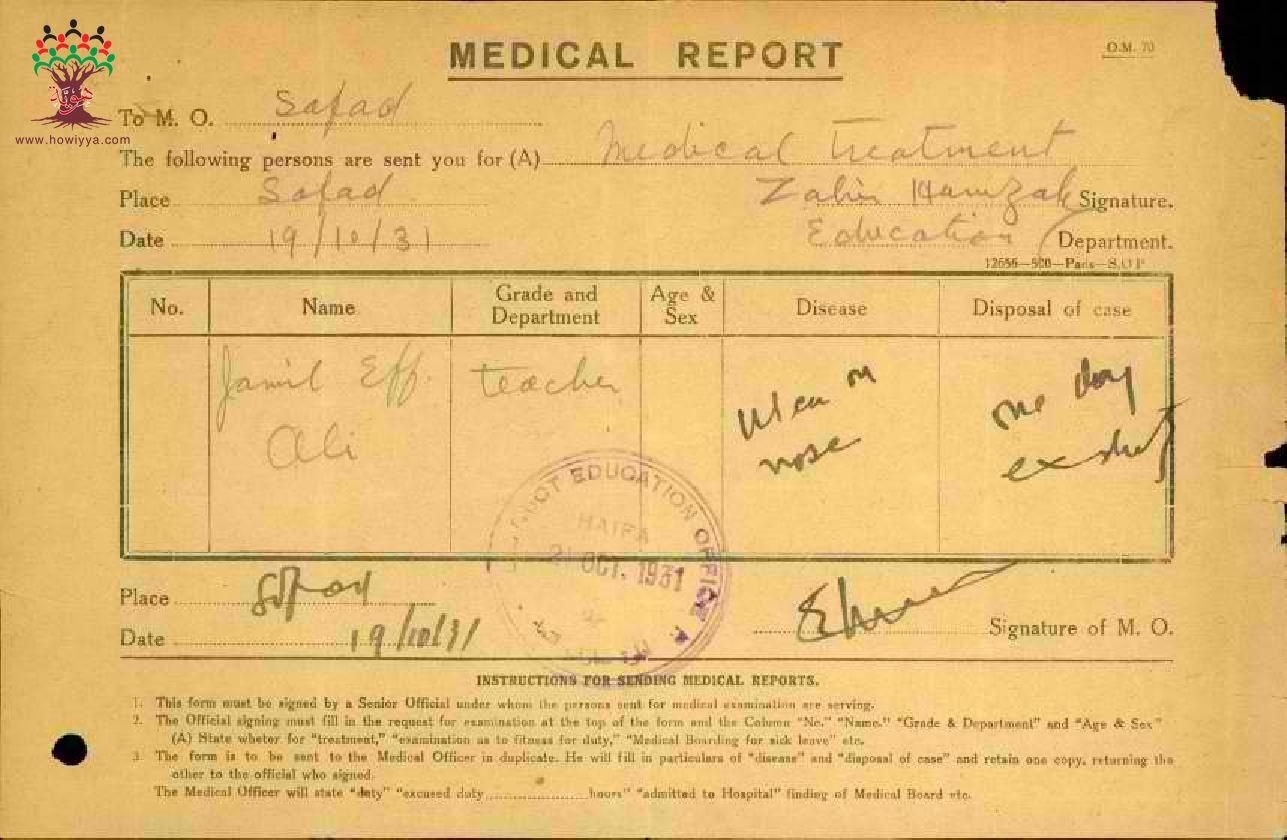 MEDICAL REPORT
O.M. 70
www.howiyya.com
To M. O. Safad
The following persons are sent you for (A) Medical treatment
Place Safad
Zahir Hamzah Signature.
Date 19/10/31
Education Department.
12656—500—Paris—S.O.P
No. Name Grade and Department Age & Sex Disease Disposal of case
Jamil Eff. teacher Ulcer on one day
Ali nose ex duty
DISTRICT EDUCATION OFFICE
HAIFA
21 OCT. 1931
Place Safad
Date 19/10/31
Signature of M. O.
INSTRUCTIONS FOR SENDING MEDICAL REPORTS.
1. This form must be signed by a Senior Official under whom the persons sent for medical examination are serving.
2. The Official signing must fill in the request for examination at the top of the form and the Column "No." "Name." "Grade & Department" and "Age & Sex"
(A) State wheter for "treatment," "examination as to fitness for duty," "Medical Boarding for sick leave" etc.
3. The form is to be sent to the Medical Officer in duplicate. He will fill in particulars of "disease" and "disposal of case" and retain one copy, returning the
other to the official who signed.
The Medical Officer will state "duty" "excused duty hours" "admitted to Hospital" finding of Medical Board etc.